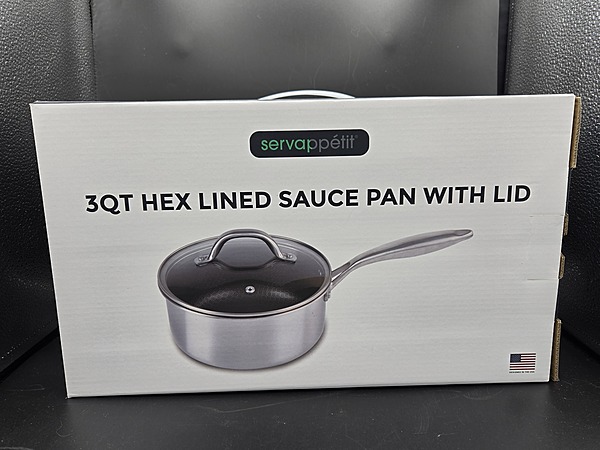 servappétit®
3QT HEX LINED SAUCE PAN WITH LID